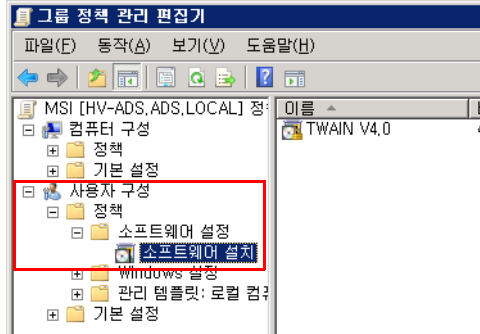 그룹 정책 관리 편집기
파일(F) 동작(A) 보기(V) 도움말(H)
MSI [HV-ADS.ADS.LOCAL] 정
이름
컴퓨터 구성
TWAIN V4.0
정책
기본 설정
사용자 구성
정책
소프트웨어 설정
소프트웨어 설치
Windows 설정
관리 템플릿: 로컬 컴퓨
기본 설정